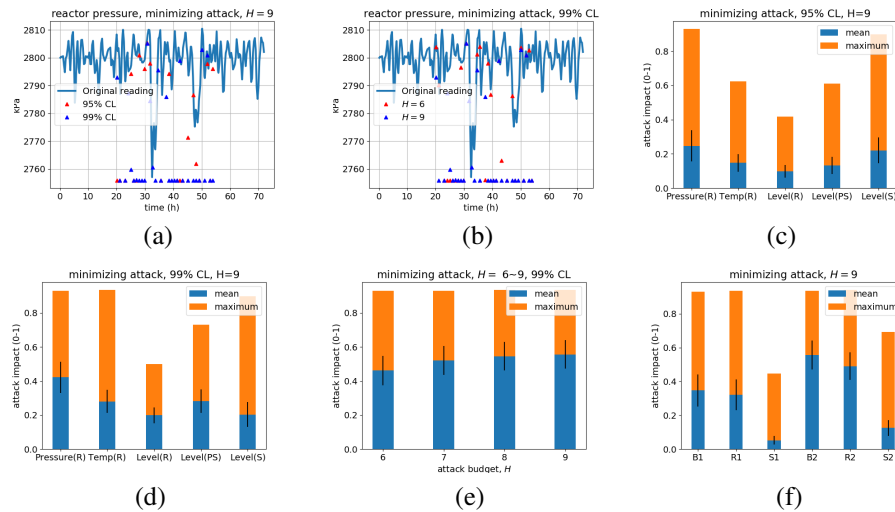 reactor pressure, minimizing attack, H = 9
2810
2800
2790
2780
2770
2760
kPa
Original reading
95% CL
99% CL
0 10 20 30 40 50 60 70
time (h)
(a)
reactor pressure, minimizing attack, 99% CL
2810
2800
2790
2780
2770
2760
kPa
Original reading
H = 6
H = 9
0 10 20 30 40 50 60 70
time (h)
(b)
minimizing attack, 95% CL, H=9
mean
maximum
0.8
0.6
0.4
0.2
0.0
attack impact (0-1)
Pressure(R) Temp(R) Level(R) Level(PS) Level(S)
(c)
minimizing attack, 99% CL, H=9
mean
maximum
0.8
0.6
0.4
0.2
0.0
attack impact (0-1)
Pressure(R) Temp(R) Level(R) Level(PS) Level(S)
(d)
minimizing attack, H = 6~9, 99% CL
mean
maximum
0.8
0.6
0.4
0.2
0.0
attack impact (0-1)
6 7 8 9
attack budget, H
(e)
minimizing attack, H = 9
mean
maximum
0.8
0.6
0.4
0.2
0.0
attack impact (0-1)
B1 R1 S1 B2 R2 S2
(f)